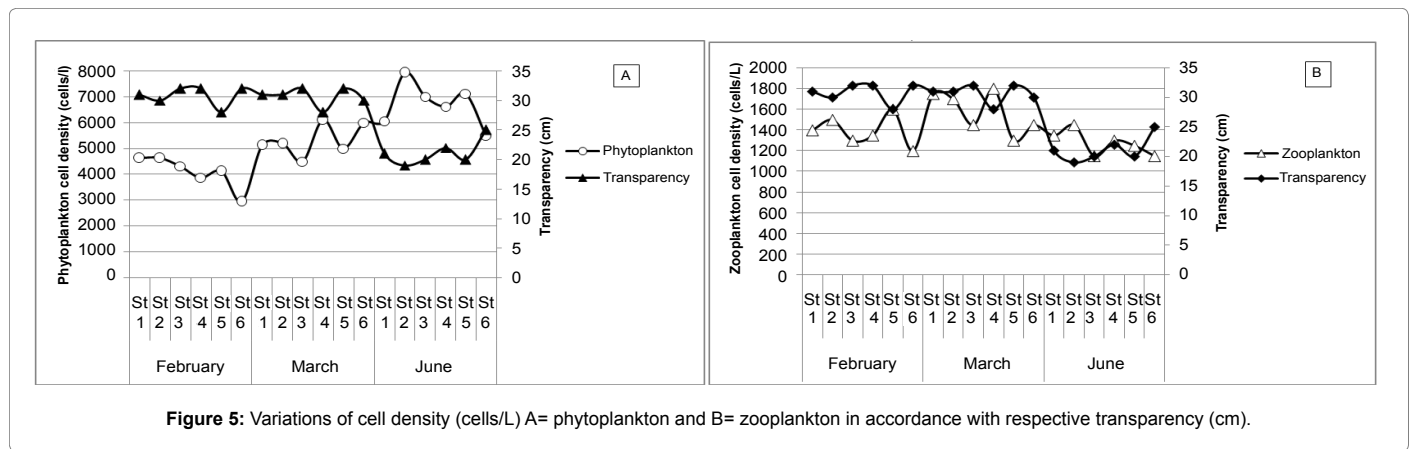 A
Phytoplankton cell density (cells/l)
8000
7000
6000
5000
4000
3000
2000
1000
0
35
30
25
20
15
10
5
0
Transparency (cm)
Phytoplankton
Transparency
St 1 St 2 St 3 St 4 St 5 St 6 St 1 St 2 St 3 St 4 St 5 St 6 St 1 St 2 St 3 St 4 St 5 St 6
February March June
B
Zooplankton cell density (cells/L)
2000
1800
1600
1400
1200
1000
800
600
400
200
0
35
30
25
20
15
10
5
0
Transparency (cm)
Zooplankton
Transparency
St 1 St 2 St 3 St 4 St 5 St 6 St 1 St 2 St 3 St 4 St 5 St 6 St 1 St 2 St 3 St 4 St 5 St 6
February March June
Figure 5: Variations of cell density (cells/L) A= phytoplankton and B= zooplankton in accordance with respective transparency (cm).